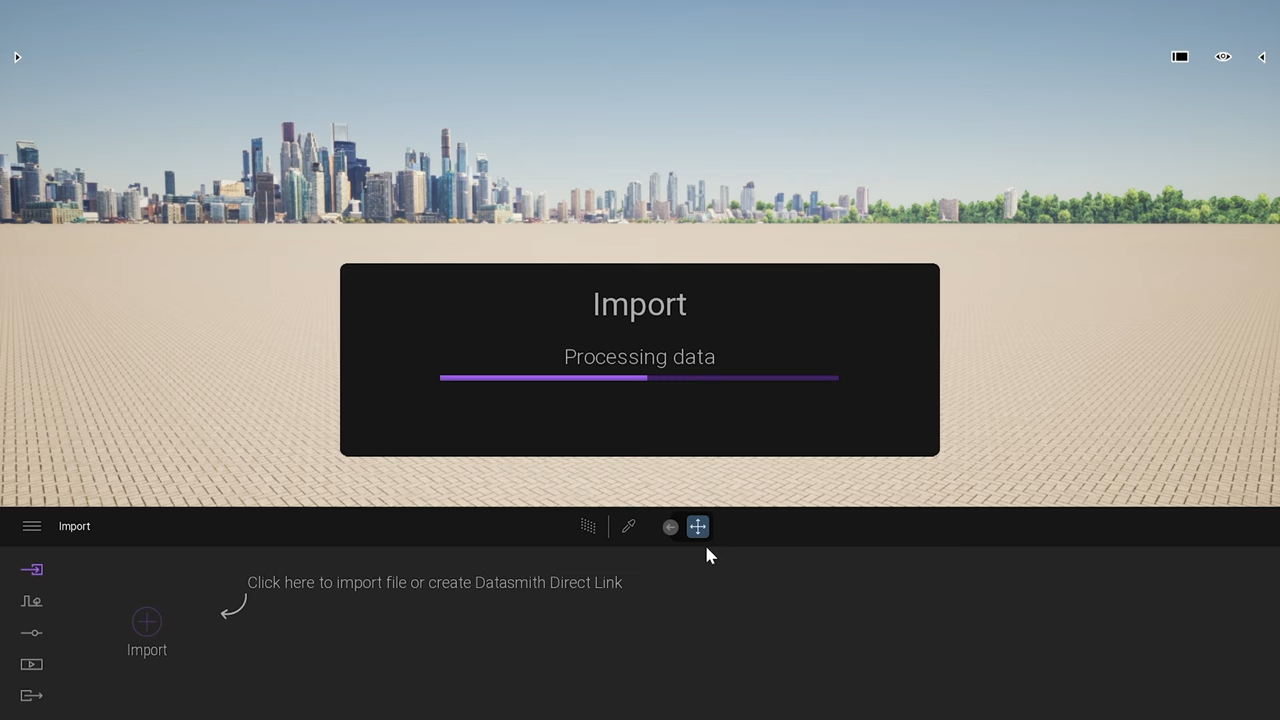 Import
Processing data
Import
Click here to import file or create Datasmith Direct Link
Import